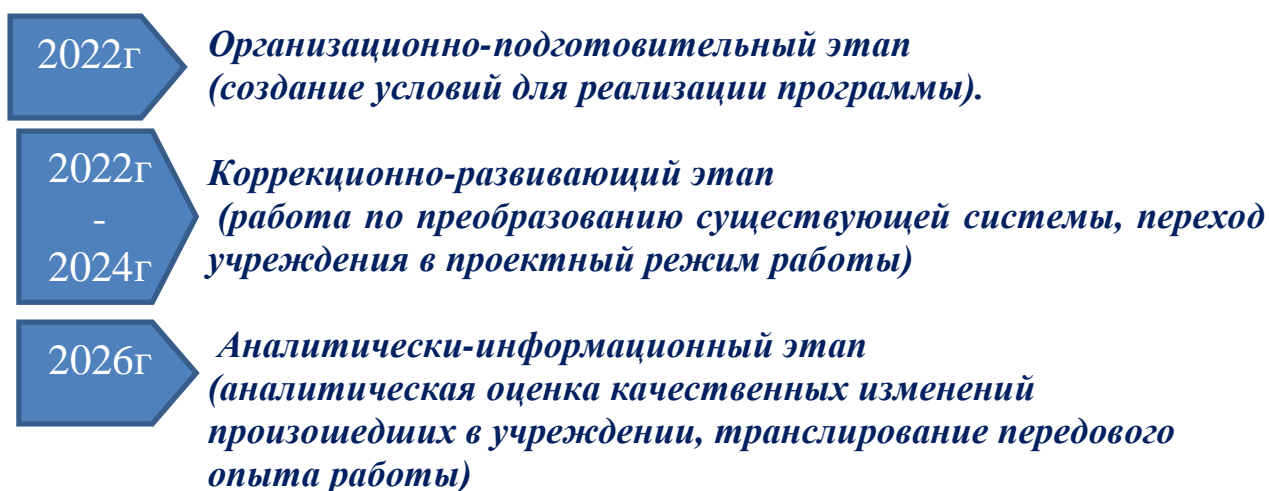 2022г
Организационно-подготовительный этап
(создание условий для реализации программы).
2022г
-
2024г
Коррекционно-развивающий этап
(работа по преобразованию существующей системы, переход
учреждения в проектный режим работы)
2026г
Аналитически-информационный этап
(аналитическая оценка качественных изменений
произошедших в учреждении, транслирование передового
опыта работы)